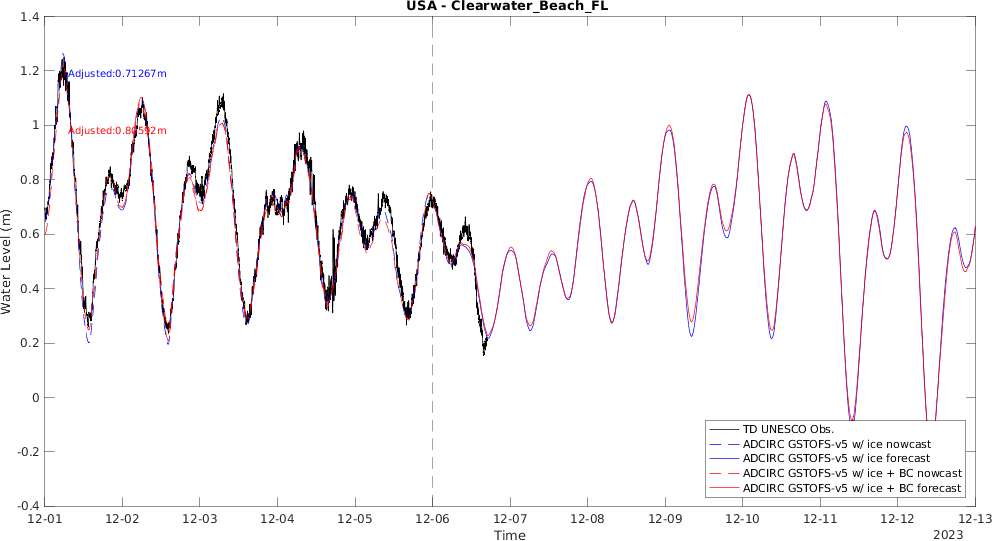 USA - Clearwater_Beach_FL
1.4
1.2
1
0.8
0.6
0.4
0.2
0
-0.2
-0.4
Water Level (m)
Adjusted:0.71267m
TD UNESCO Obs.
ADCIRC GSTOFS-v5 w/ ice nowcast
ADCIRC GSTOFS-v5 w/ ice forecast
ADCIRC GSTOFS-v5 w/ ice + BC nowcast
ADCIRC GSTOFS-v5 w/ ice + BC forecast
12-01 12-02 12-03 12-04 12-05 12-06 12-07 12-08 12-09 12-10 12-11 12-12 12-13
Time
2023